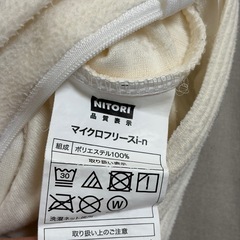 NITORI
品質表示
マイクロフリースi-n
組成 ポリエステル100%
取り扱い表示
30
取り扱い上のご注意